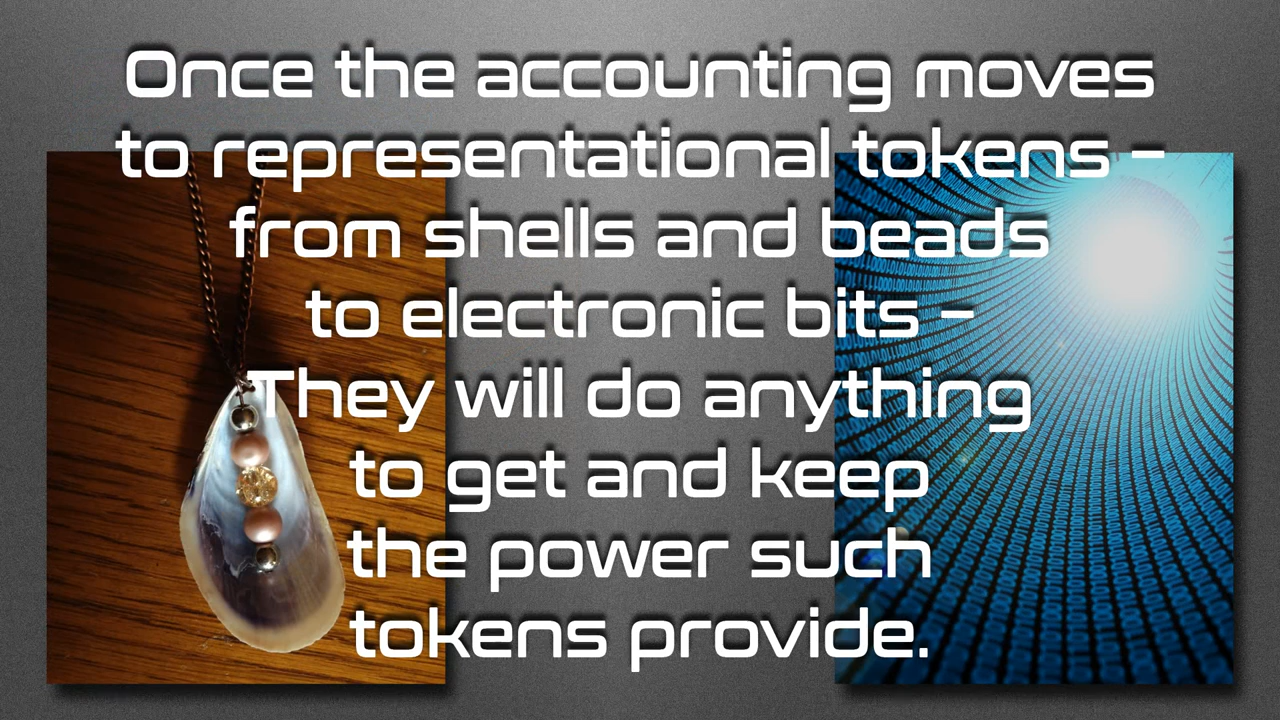 Once the accounting moves
to representational tokens –
from shells and beads
to electronic bits –
They will do anything
to get and keep
the power such
tokens provide.